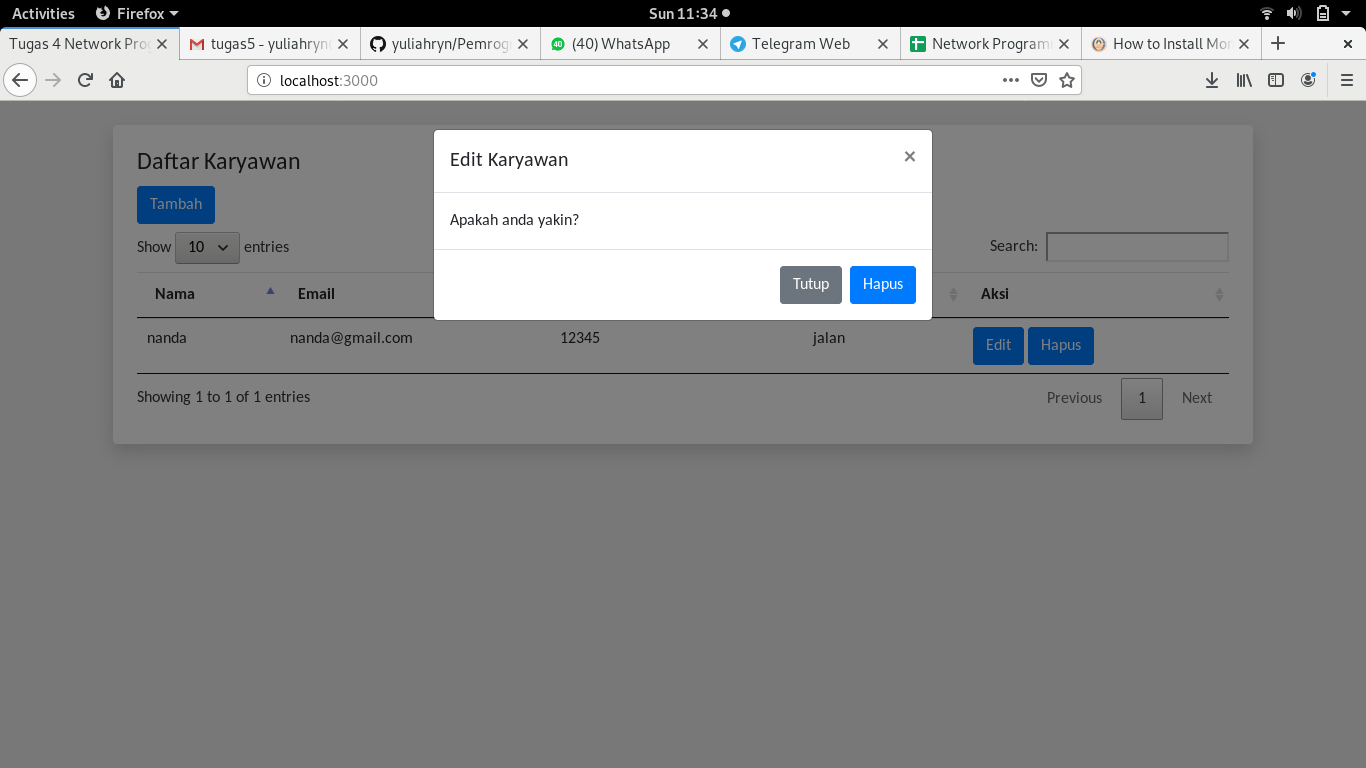 Activities Firefox Sun 11:34
Tugas 4 Network Pro tugas5 - yuliahryn yuliahryn/Pemrog (40) WhatsApp Telegram Web Network Program How to Install Mon
localhost:3000
Daftar Karyawan
Tambah
Show 10 entries Search:
Edit Karyawan ×
Apakah anda yakin?
Tutup Hapus
Nama Email Aksi
nanda nanda@gmail.com 12345 jalan Edit Hapus
Showing 1 to 1 of 1 entries Previous 1 Next